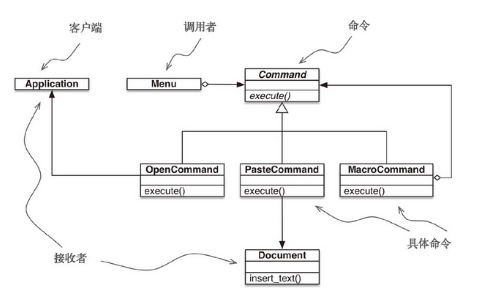 客户端
调用者
命令
Application
Menu
Command
execute()
OpenCommand
execute()
PasteCommand
execute()
MacroCommand
execute()
接收者
具体命令
Document
insert_text()